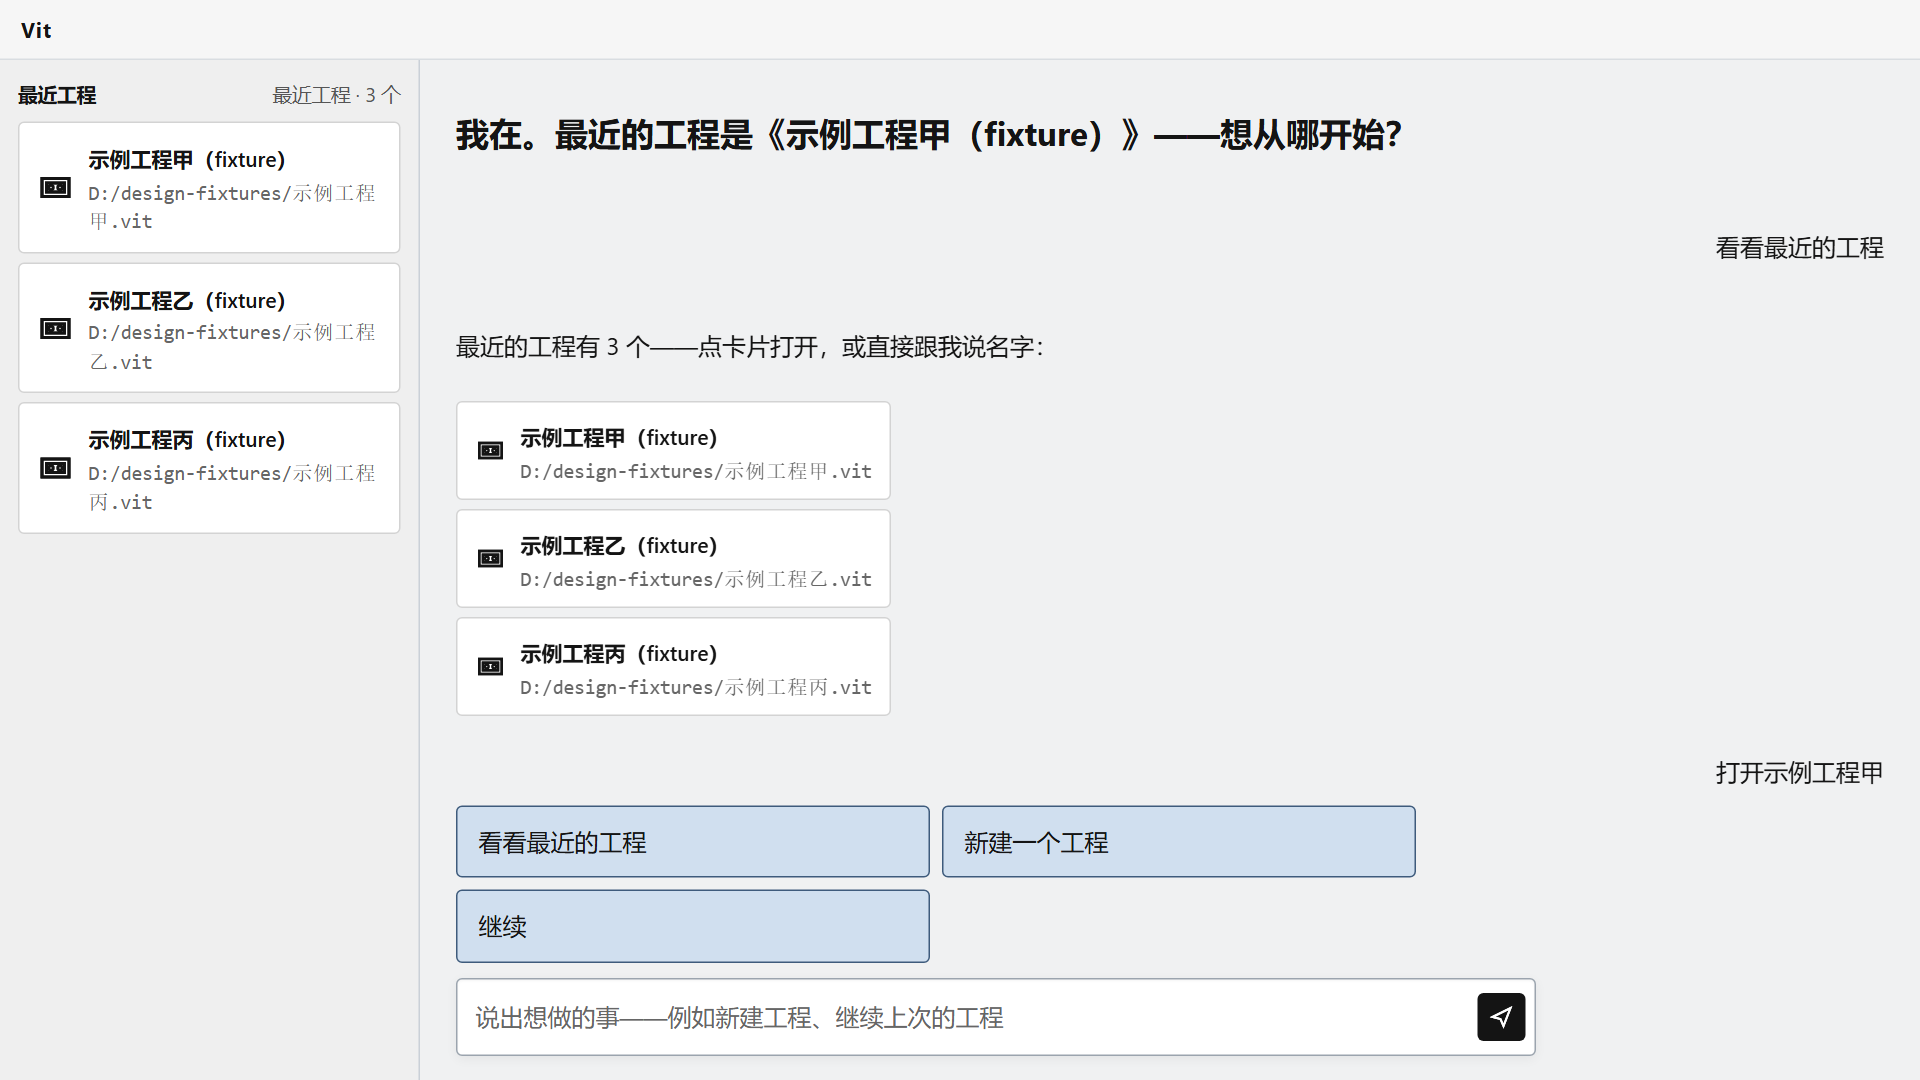 Vit
最近工程
最近工程 · 3 个
示例工程甲（fixture）
D:/design-fixtures/示例工程
甲.vit
示例工程乙（fixture）
D:/design-fixtures/示例工程
乙.vit
示例工程丙（fixture）
D:/design-fixtures/示例工程
丙.vit
我在。最近的工程是《示例工程甲（fixture）》——想从哪开始？
看看最近的工程
最近的工程有 3 个——点卡片打开，或直接跟我说名字：
示例工程甲（fixture）
D:/design-fixtures/示例工程甲.vit
示例工程乙（fixture）
D:/design-fixtures/示例工程乙.vit
示例工程丙（fixture）
D:/design-fixtures/示例工程丙.vit
打开示例工程甲
看看最近的工程
新建一个工程
继续
说出想做的事——例如新建工程、继续上次的工程